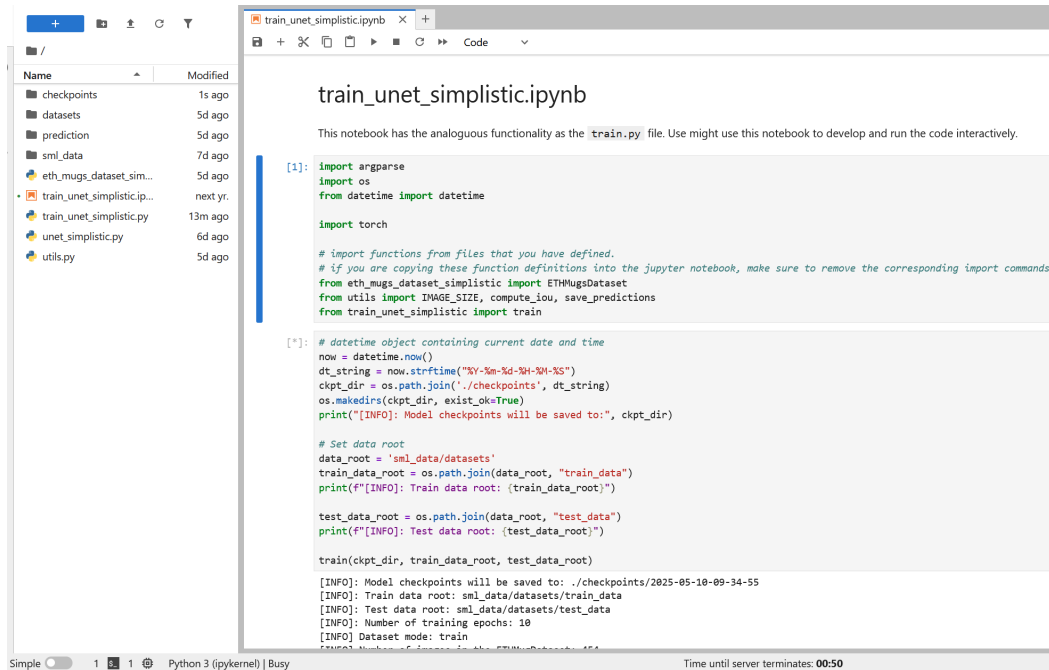 train_unet_simplistic.ipynb
Code
/
Name Modified
checkpoints 1s ago
datasets 5d ago
prediction 5d ago
sml_data 7d ago
eth_mugs_dataset_sim... 5d ago
train_unet_simplistic.ip... next yr.
train_unet_simplistic.py 13m ago
unet_simplistic.py 6d ago
utils.py 5d ago
train_unet_simplistic.ipynb
This notebook has the analoguous functionality as the train.py file. Use might use this notebook to develop and run the code interactively.
[1]: import argparse
import os
from datetime import datetime
import torch
# import functions from files that you have defined.
# if you are copying these function definitions into the jupyter notebook, make sure to remove the corresponding import commands
from eth_mugs_dataset_simplistic import ETHMugsDataset
from utils import IMAGE_SIZE, compute_iou, save_predictions
from train_unet_simplistic import train
[*]: # datetime object containing current date and time
now = datetime.now()
dt_string = now.strftime("%Y-%m-%d-%H-%M-%S")
ckpt_dir = os.path.join('./checkpoints', dt_string)
os.makedirs(ckpt_dir, exist_ok=True)
print("[INFO]: Model checkpoints will be saved to:", ckpt_dir)
# Set data root
data_root = 'sml_data/datasets'
train_data_root = os.path.join(data_root, "train_data")
print(f"[INFO]: Train data root: {train_data_root}")
test_data_root = os.path.join(data_root, "test_data")
print(f"[INFO]: Test data root: {test_data_root}")
train(ckpt_dir, train_data_root, test_data_root)
[INFO]: Model checkpoints will be saved to: ./checkpoints/2025-05-10-09-34-55
[INFO]: Train data root: sml_data/datasets/train_data
[INFO]: Test data root: sml_data/datasets/test_data
[INFO]: Number of training epochs: 10
[INFO] Dataset mode: train
Simple 1 $_ 1 Python 3 (ipykernel) | Busy Time until server terminates: 00:50